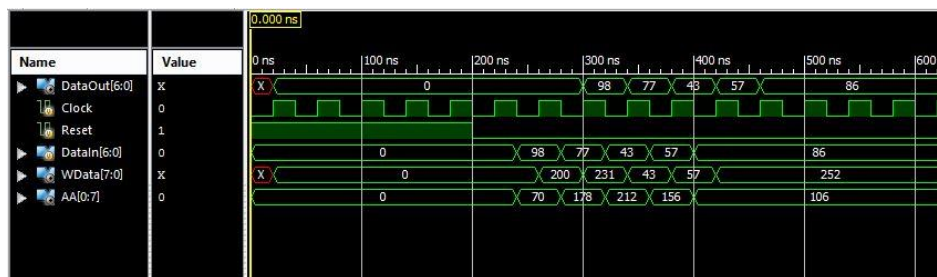 0.000 ns
Name Value 0 ns 100 ns 200 ns 300 ns 400 ns 500 ns 600
DataOut[6:0] X X 0 98 77 43 57 86
Clock 0
Reset 1
DataIn[6:0] 0 0 98 77 43 57 86
WData[7:0] X X 0 200 231 43 57 252
AA[0:7] 0 0 70 178 212 156 106